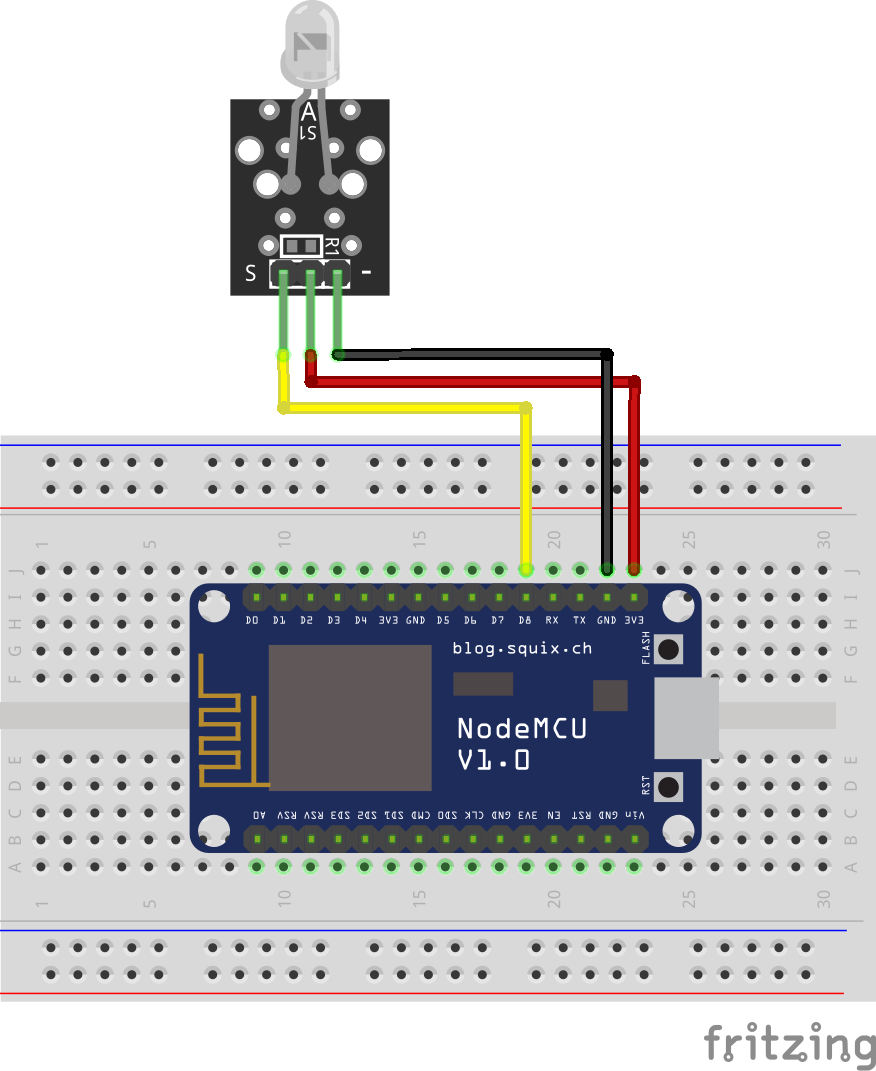 A
S1
R1
S -
1 5 10 15 20 25 30
J J
I I
H H
G G
F F
D0 D1 D2 D3 D4 3V3 GND D5 D6 D7 D8 RX TX GND 3V3
blog.squix.ch
FLASH
NodeMCU
V1.0
RST
E E
D D
C C
B B
A A
A0 RSV RSV SD3 SD2 SD1 CMD SD0 CLK GND 3V3 EN RST GND Vin
1 5 10 15 20 25 30
fritzing